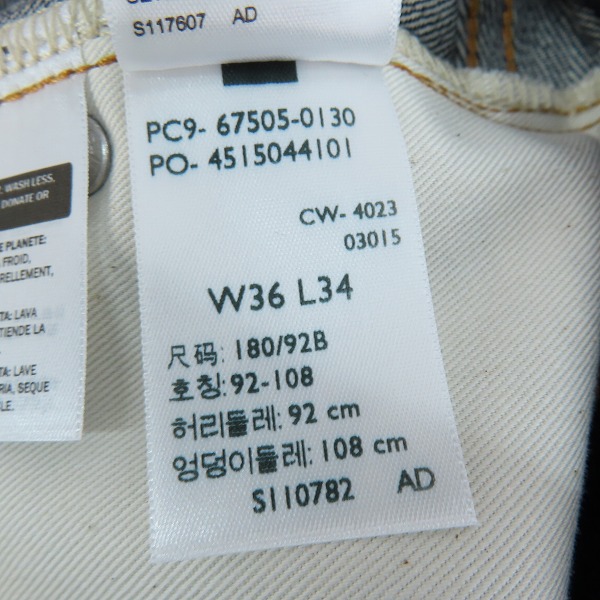 S117607 AD
PC9- 67505-0130
PO- 4515044101
CW- 4023
03015
W36 L34
尺码: 180/92B
호칭: 92-108
허리둘레: 92 cm
엉덩이둘레: 108 cm
S110782 AD
WASH LESS,
DONATE OR
E PLANETE:
FROID,
RELLEMENT,
TA: LAVA
TIENDE LA
TA: LAVE
RIA, SEQUE
LE.